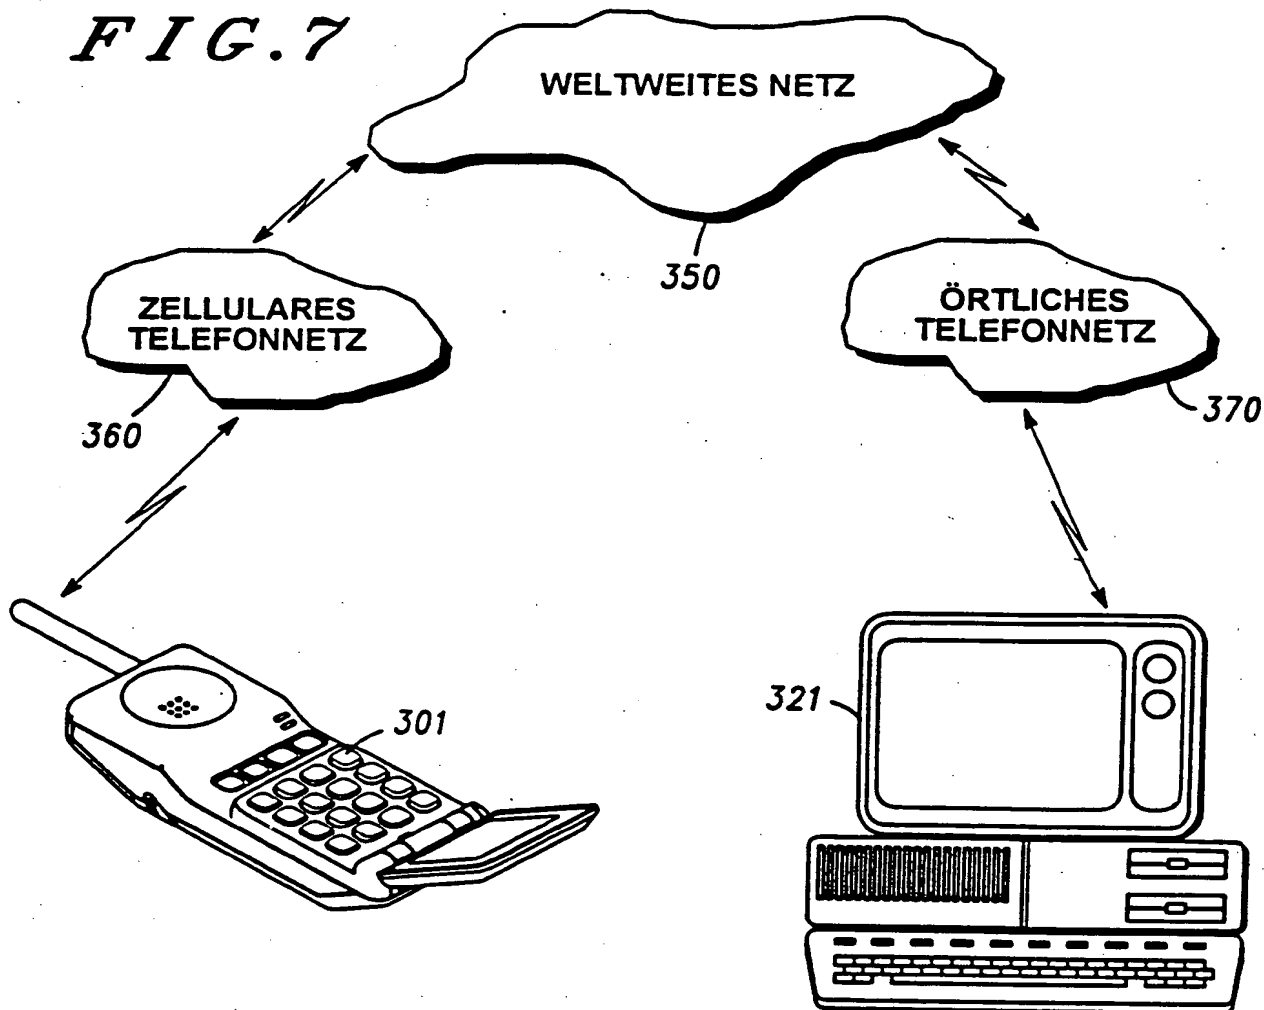 FIG.7
WELTWEITES NETZ
350
ZELLULARES
TELEFONNETZ
360
ÖRTLICHES
TELEFONNETZ
370
301
321